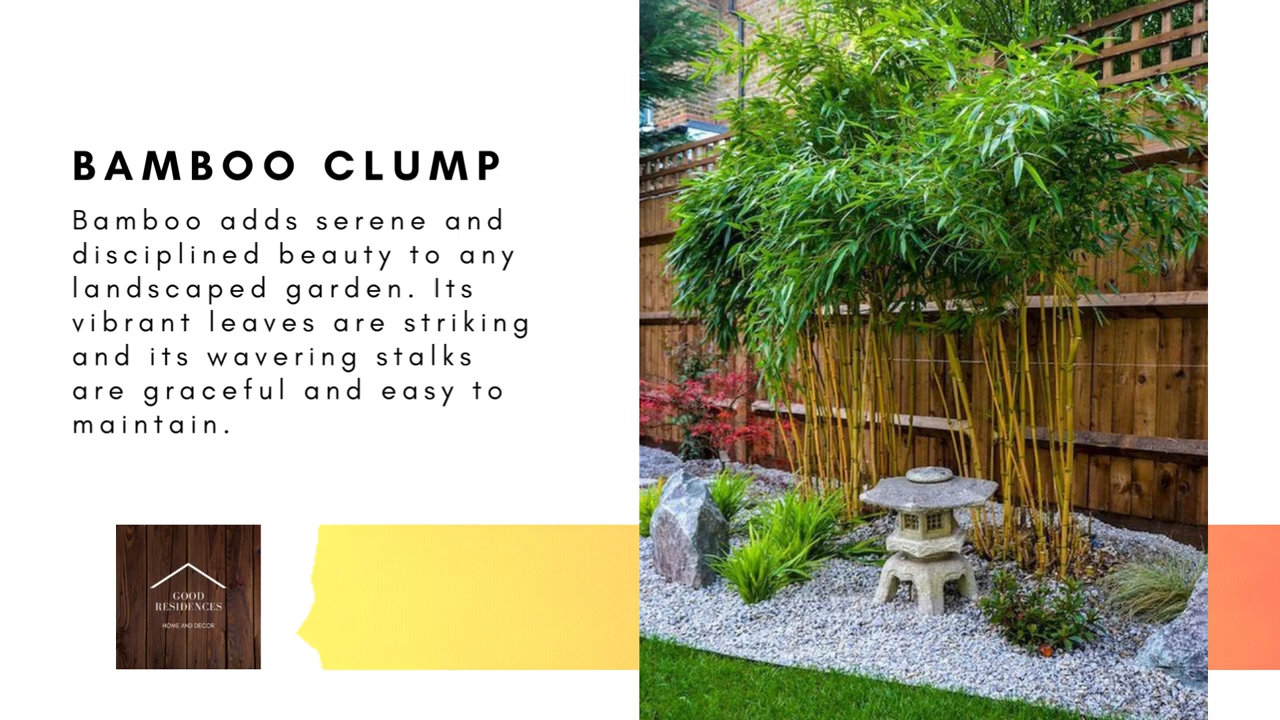 BAMBOO CLUMP
Bamboo adds serene and
disciplined beauty to any
landscaped garden. Its
vibrant leaves are striking
and its wavering stalks
are graceful and easy to
maintain.
GOOD
RESIDENCES
HOME AND DECOR